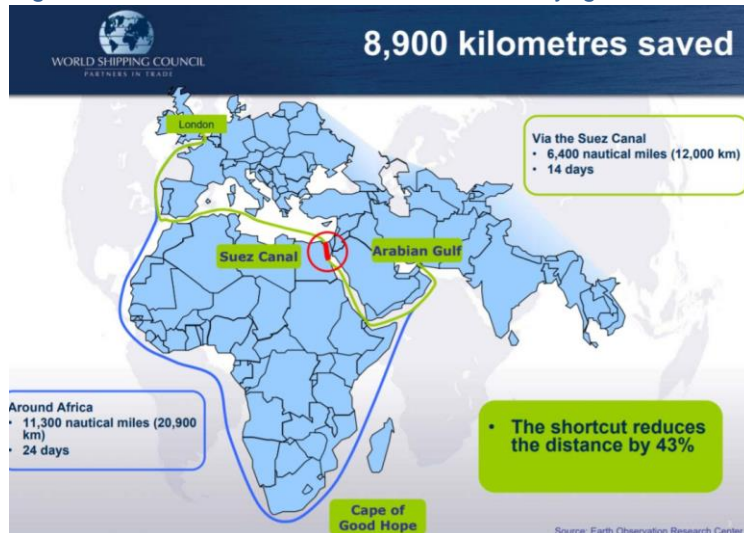 WORLD SHIPPING COUNCIL
PARTNERS IN TRADE
8,900 kilometres saved
London
Via the Suez Canal
• 6,400 nautical miles (12,000 km)
• 14 days
Suez Canal
Arabian Gulf
Around Africa
• 11,300 nautical miles (20,900
km)
• 24 days
• The shortcut reduces
the distance by 43%
Cape of
Good Hope
Source: Earth Observation Research Center